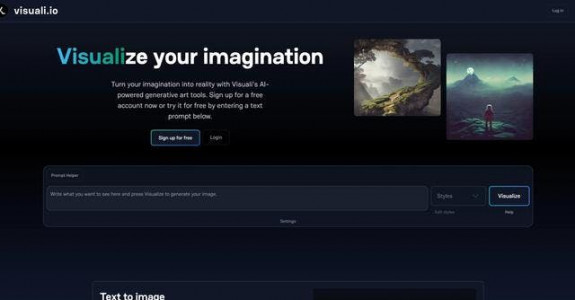 visuali.io
Log in
Visualize your imagination
Turn your imagination into reality with Visuali's AI-
powered generative art tools. Sign up for a free
account now or try it for free by entering a text
prompt below.
Sign up for free
Login
Prompt Helper
Write what you want to see here and press Visualize to generate your image.
Styles
Visualize
Help
Settings
Text to image